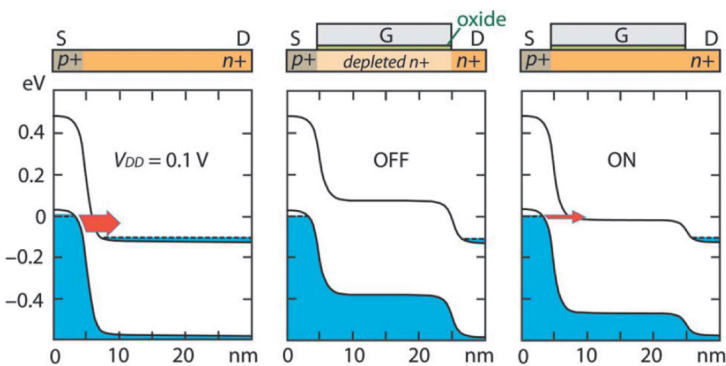 oxide
S D S G D S G D
p+ n+ p+ depleted n+ n+ p+ n+
eV
0.4
V_DD = 0.1 V OFF ON
0.2
0
−0.2
−0.4
0 10 20 nm 0 10 20 nm 0 10 20 nm